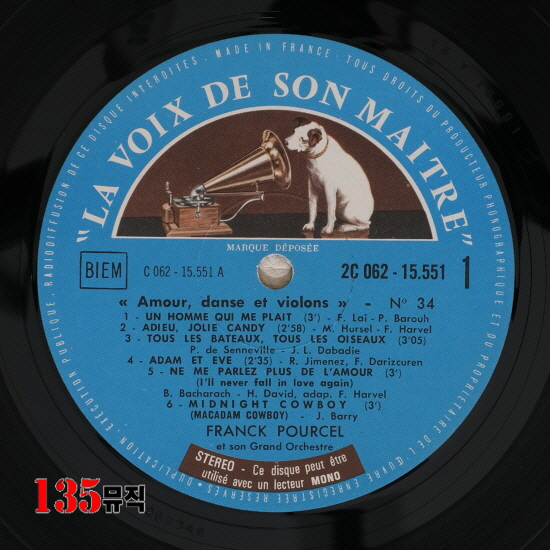 EXÉCUTION PUBLIQUE, RADIODIFFUSION DE CE DISQUE INTERDITES · MADE IN FRANCE · TOUS DROITS DU PRODUCTEUR PHONOGRAPHIQUE ET DU PROPRIÉTAIRE DE L'ŒUVRE ENREGISTRÉE RÉSERVÉS · DUPLICATION,
"LA VOIX DE SON MAITRE"
MARQUE DÉPOSÉE
BIEM
C 062 - 15.551 A
2C 062 - 15.551 1
« Amour, danse et violons » - No 34
1 - UN HOMME QUI ME PLAIT (3') - F. Lai - P. Barouh
2 - ADIEU, JOLIE CANDY (2'58) - M. Hursel - F. Harvel
3 - TOUS LES BATEAUX, TOUS LES OISEAUX (3'05)
P. de Senneville - J.L. Dabadie
4 - ADAM ET EVE (2'35) - R. Jimenez, F. Darizcuren
5 - NE ME PARLEZ PLUS DE L'AMOUR (3')
(I'll never fall in love again)
B. Bacharach - H. David, adap. F. Harvel
6 - MIDNIGHT COWBOY (3')
(MACADAM COWBOY) - J. Barry
FRANCK POURCEL
et son Grand Orchestre
STEREO - Ce disque peut être
utilisé avec un lecteur MONO
135뮤직